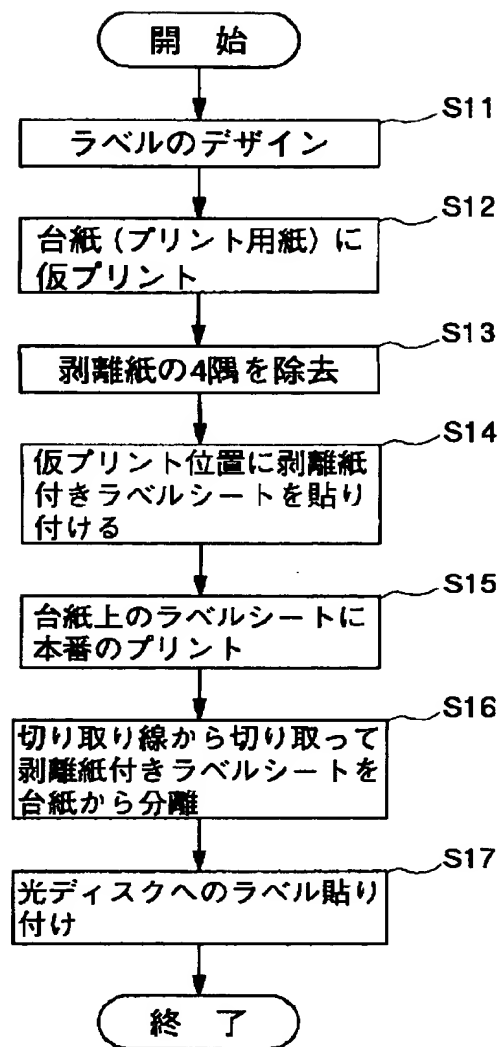 開 始
S11
ラベルのデザイン
S12
台紙(プリント用紙)に
仮プリント
S13
剥離紙の4隅を除去
S14
仮プリント位置に剥離紙
付きラベルシートを貼り
付ける
S15
台紙上のラベルシートに
本番のプリント
S16
切り取り線から切り取って
剥離紙付きラベルシートを
台紙から分離
S17
光ディスクへのラベル貼り
付け
終 了